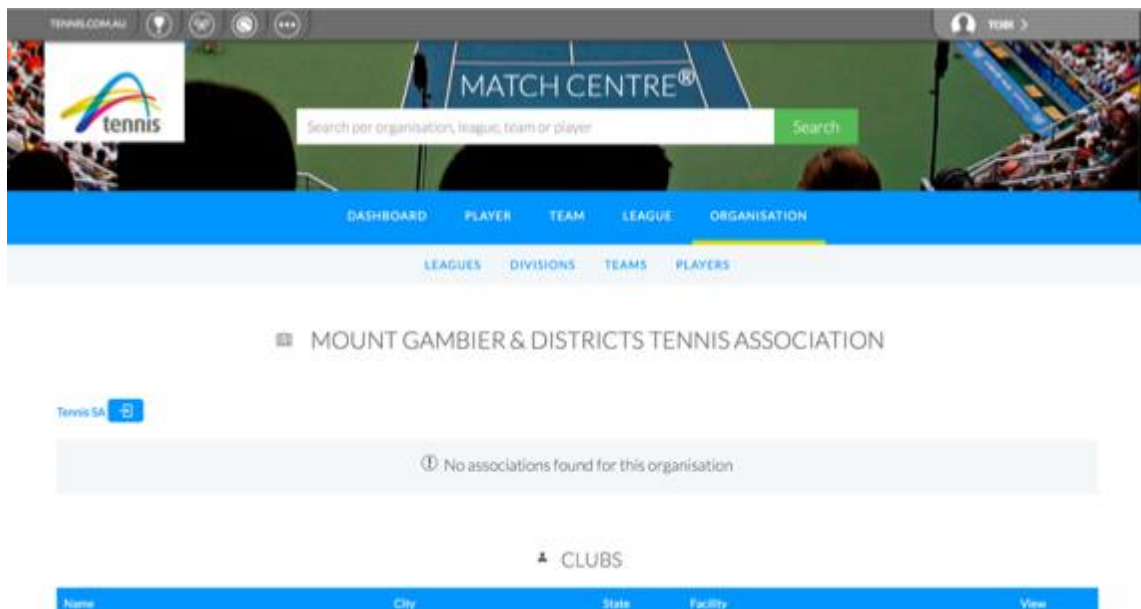 TENNIS.COM.AU
TOBI >
tennis
MATCH CENTRE®
Search per organisation, league, team or player
Search
DASHBOARD PLAYER TEAM LEAGUE ORGANISATION
LEAGUES DIVISIONS TEAMS PLAYERS
MOUNT GAMBIER & DISTRICTS TENNIS ASSOCIATION
Tennis SA
No associations found for this organisation
CLUBS
Name City State Facility View